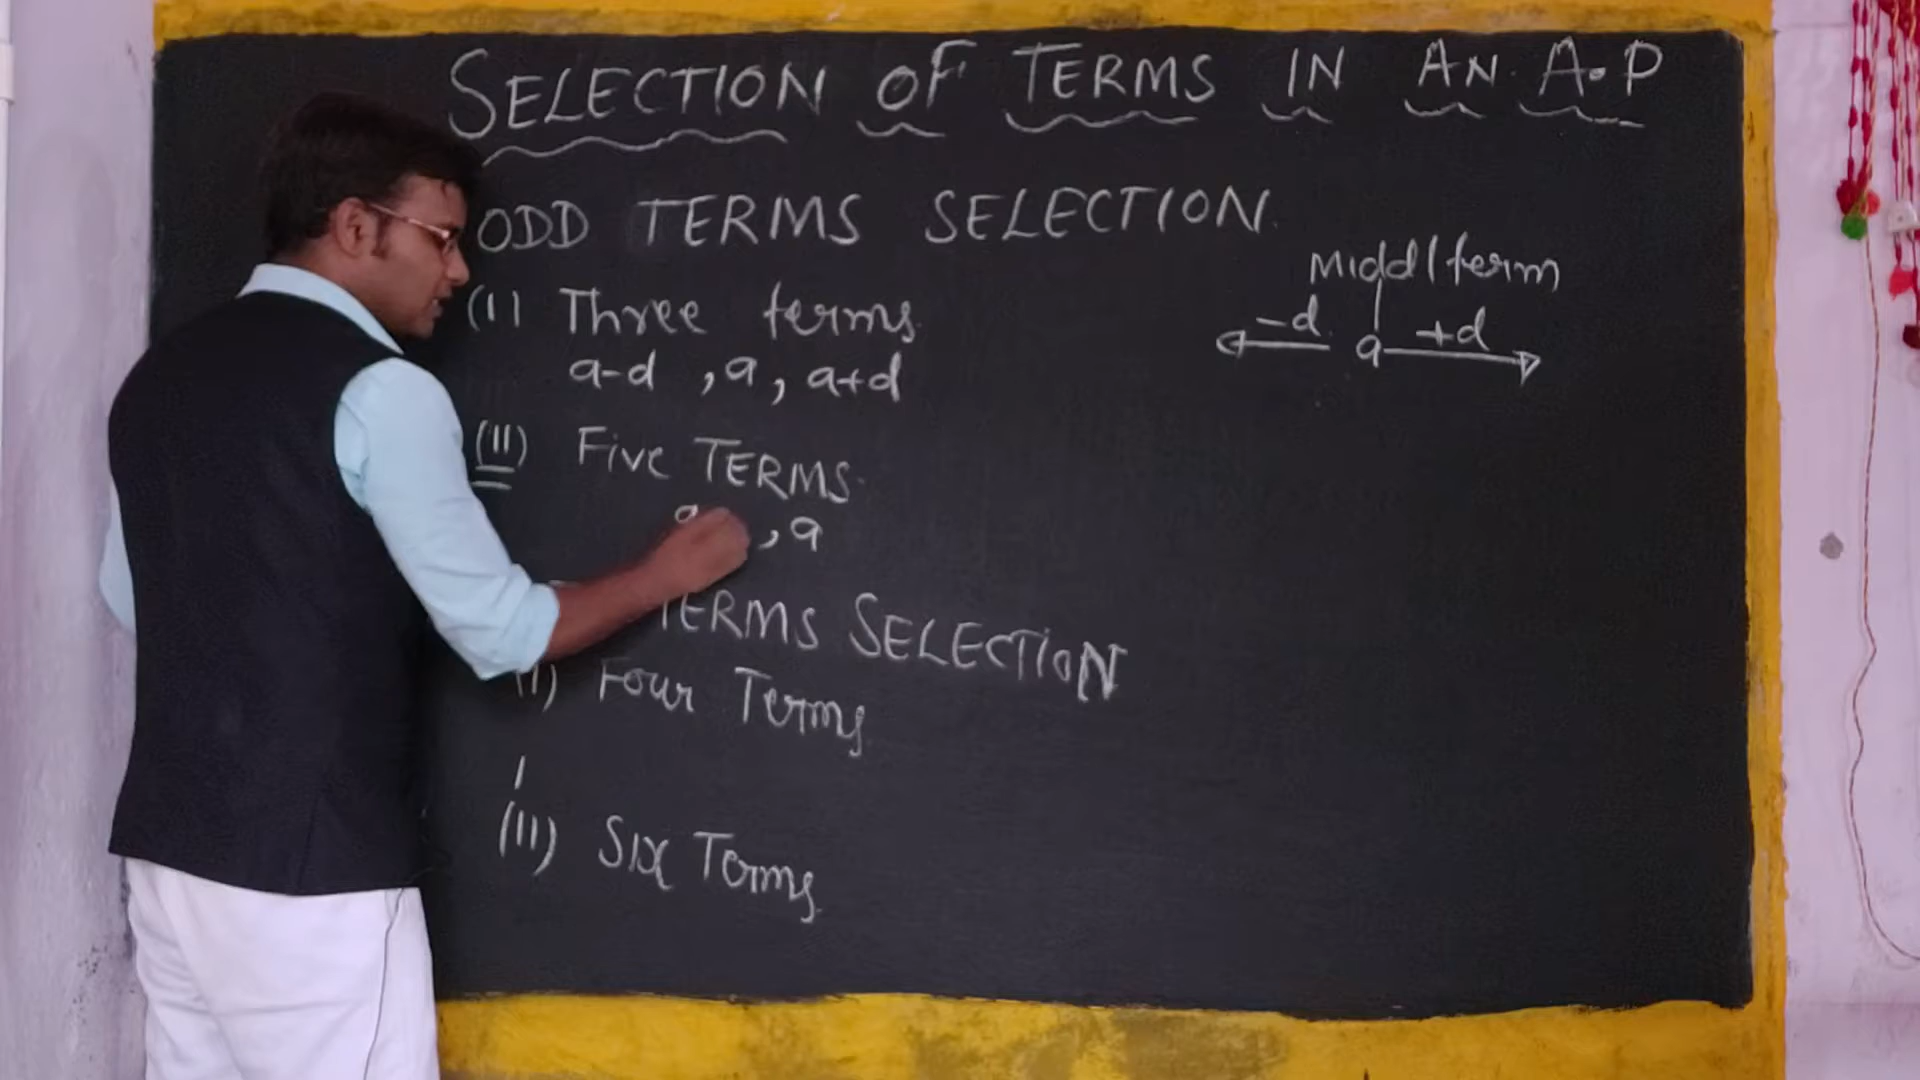 SELECTION OF TERMS IN AN A.P
ODD TERMS SELECTION.
Middl term
-d a +d
(I) Three terms
a-d , a, a+d
(II) Five TERMS.
a , a
TERMS SELECTION
(I) Four Terms
(II) Six Terms